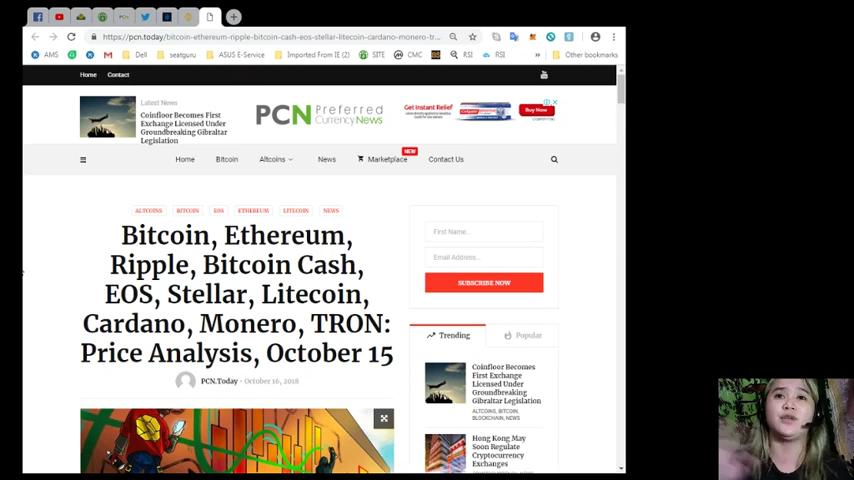 https://pcn.today/bitcoin-ethereum-ripple-bitcoin-cash-eos-stellar-litecoin-cardano-monero-tr...
AMS
Dell
seatguru
ASUS E-Service
Imported From IE (2)
SITE
CMC
RSI
RSI
»
Other bookmarks
Home
Contact
Latest News
Coinfloor Becomes
First Exchange
Licensed Under
Groundbreaking Gibraltar
Legislation
PCN Preferred
Currency News
Get Instant Relief
Buy Now
Home
Bitcoin
Altcoins
News
Marketplace
NEW
Contact Us
ALTCOINS
BITCOIN
EOS
ETHEREUM
LITECOIN
NEWS
Bitcoin, Ethereum,
Ripple, Bitcoin Cash,
EOS, Stellar, Litecoin,
Cardano, Monero, TRON:
Price Analysis, October 15
PCN.Today - October 16, 2018
First Name...
Email Address...
SUBSCRIBE NOW
Trending
Popular
Coinfloor Becomes
First Exchange
Licensed Under
Groundbreaking
Gibraltar Legislation
ALTCOINS, BITCOIN,
BLOCKCHAIN, NEWS
Hong Kong May
Soon Regulate
Cryptocurrency
Exchanges